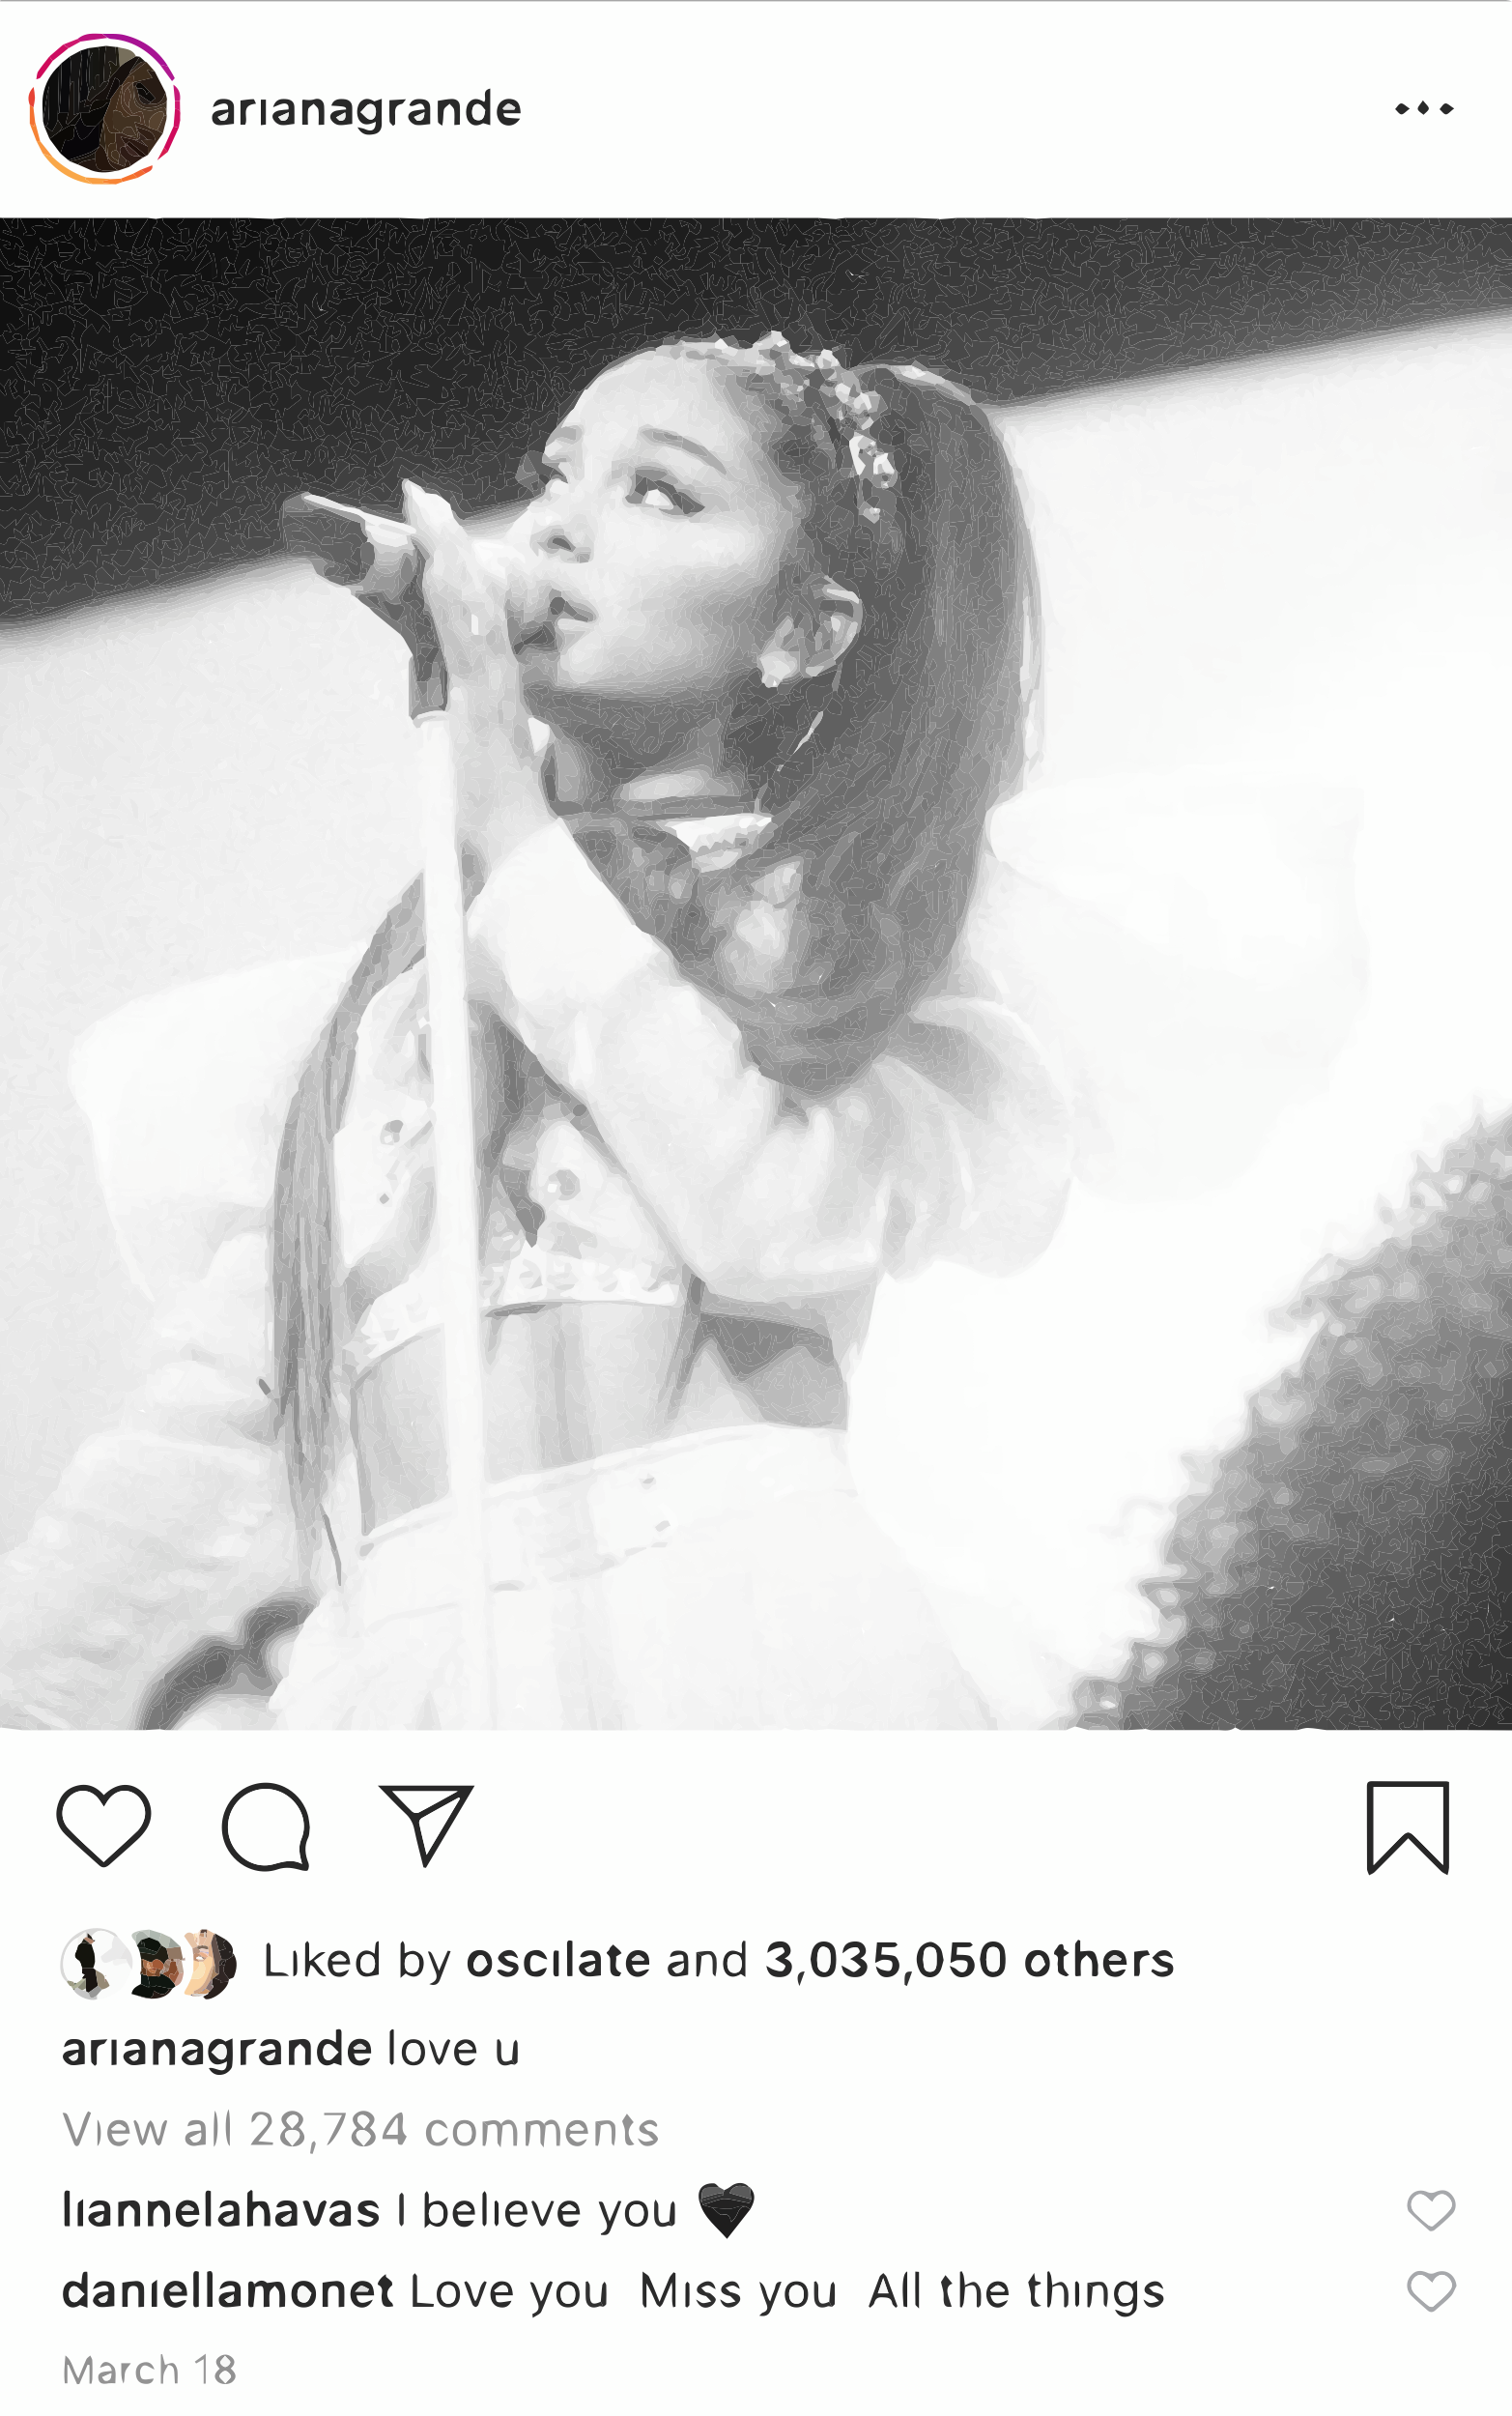 arianagrande
Liked by oscilate and 3,035,050 others
arianagrande love u
View all 28,784 comments
liannelahavas I believe you 🖤
daniellamonet Love you Miss you All the things
March 18